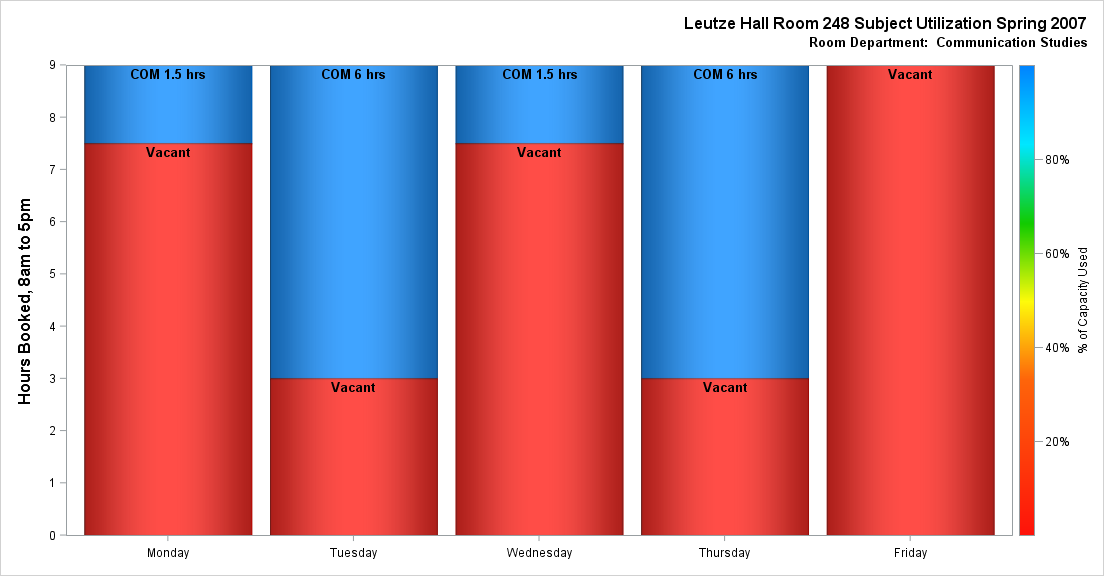 Leutze Hall Room 248 Subject Utilization Spring 2007
Room Department:  Communication Studies
Hours Booked, 8am to 5pm
9
8
7
6
5
4
3
2
1
0
COM 1.5 hrs
Vacant
COM 6 hrs
Vacant
COM 1.5 hrs
Vacant
COM 6 hrs
Vacant
Vacant
Monday
Tuesday
Wednesday
Thursday
Friday
80%
60%
40%
20%
% of Capacity Used